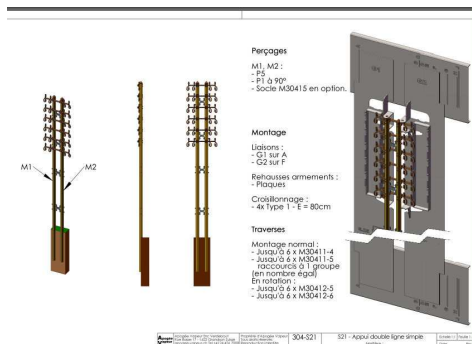 Perçages
M1, M2 :
- P5
- P1 à 90°
- Socle M30415 en option.
Montage
Liaisons :
- G1 sur A
- G2 sur F
Rehausses armements :
- Plaques
Croisillonage :
- 4x Type 1 - E = 80cm
Traverses
Montage normal :
- Jusqu'à 6 x M30411-4
- Jusqu'à 6 x M30411-5
raccourcis à 1 groupe
(en nombre égal)
En rotation :
- Jusqu'à 6 x M30412-5
- Jusqu'à 6 x M30412-6
M1
M2
304-S21
S21 - Appui double ligne simple